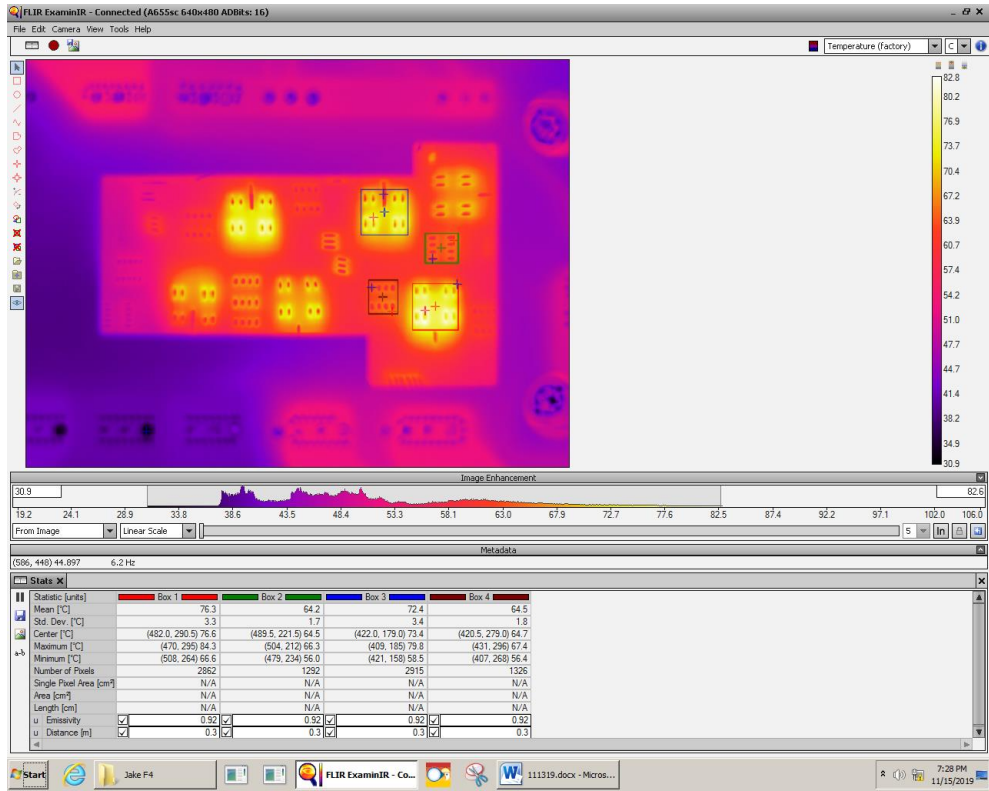 FLIR ExaminIR - Connected (A655sc 640x480 ADBits: 16)
File Edit Camera View Tools Help
Temperature (factory) C
82.8
80.2
76.9
73.7
70.4
67.2
63.9
60.7
57.4
54.2
51.0
47.7
44.7
41.4
38.2
34.9
30.9
Image Enhancement
30.9 82.6
19.2 24.1 28.9 33.8 38.6 43.5 48.4 53.3 58.1 63.0 67.9 72.7 77.6 82.5 87.4 92.2 97.1 102.0 106.0
From Image Linear Scale 5 In
Metadata
(586, 448) 44.897 6.2 Hz
Stats X
Statistic [units] Box 1 Box 2 Box 3 Box 4
Mean [°C] 76.3 64.2 72.4 64.5
Std. Dev. [°C] 3.3 1.7 3.4 1.8
Center [°C] (482.0, 290.5) 76.6 (489.5, 221.5) 64.5 (422.0, 179.0) 73.4 (420.5, 279.0) 64.7
Maximum [°C] (470, 295) 84.3 (504, 212) 66.3 (409, 185) 79.8 (431, 296) 67.4
Minimum [°C] (508, 264) 66.6 (479, 234) 56.0 (421, 158) 58.5 (407, 268) 56.4
Number of Pixels 2862 1292 2915 1326
Single Pixel Area [cm²] N/A N/A N/A N/A
Area [cm²] N/A N/A N/A N/A
Length [cm] N/A N/A N/A N/A
u Emissivity 0.92 0.92 0.92 0.92
u Distance [m] 0.3 0.3 0.3 0.3
a-b
Start Jake F4 FLIR ExaminIR - Co... 111319.docx - Micros... 7:28 PM
11/15/2019